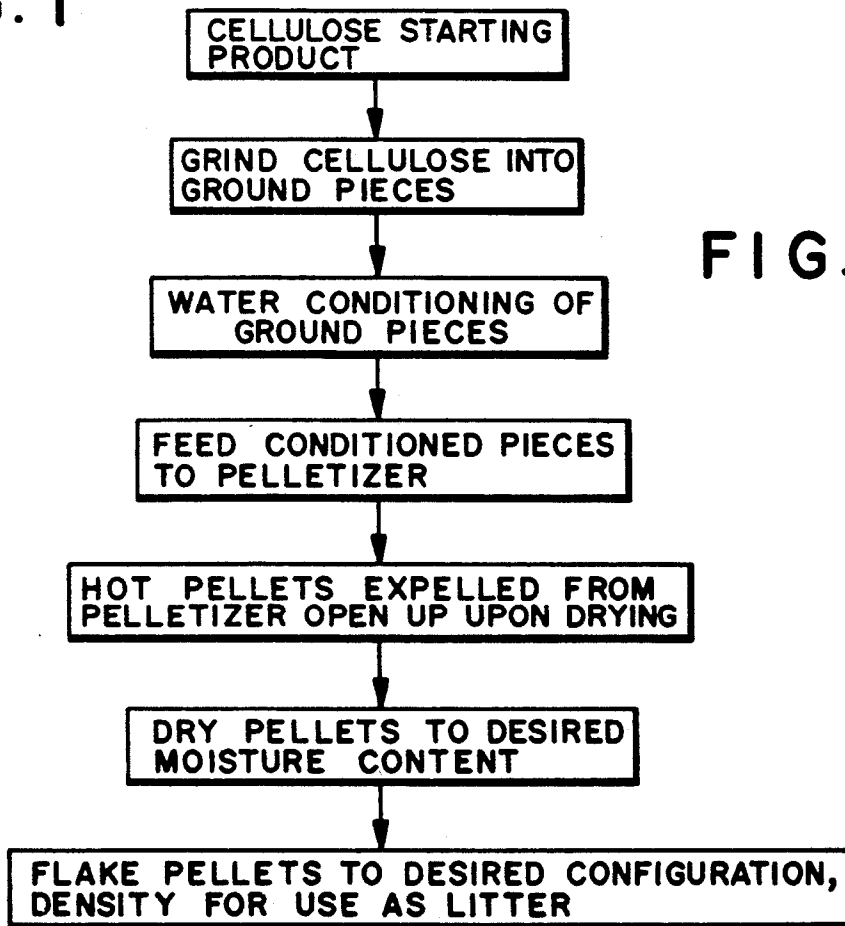 . 1
CELLULOSE STARTING
PRODUCT
GRIND CELLULOSE INTO
GROUND PIECES
FIG.
WATER CONDITIONING OF
GROUND PIECES
FEED CONDITIONED PIECES
TO PELLETIZER
HOT PELLETS EXPELLED FROM
PELLETIZER OPEN UP UPON DRYING
DRY PELLETS TO DESIRED
MOISTURE CONTENT
FLAKE PELLETS TO DESIRED CONFIGURATION,
DENSITY FOR USE AS LITTER